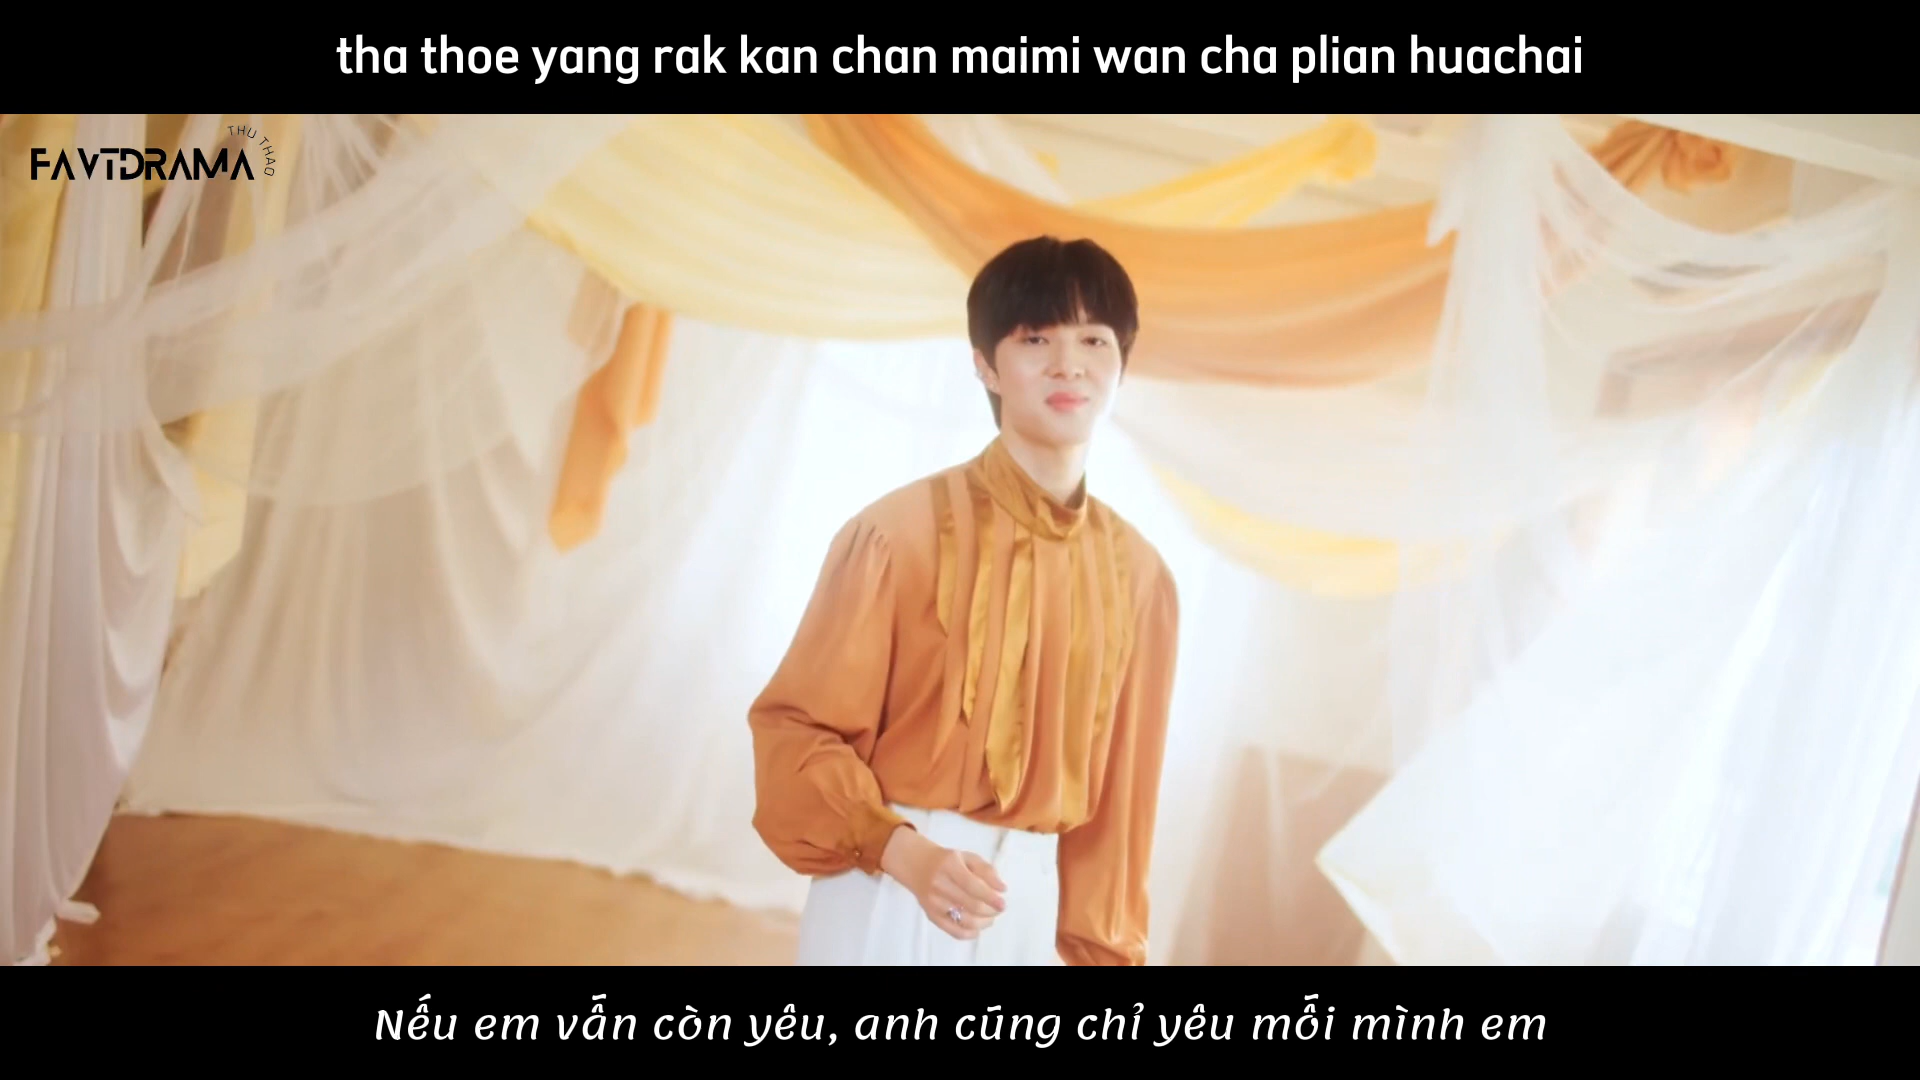 tha thoe yang rak kan chan maimi wan cha plian huachai
THU THAO
FAVTDRAMA
Nếu em vẫn còn yêu, anh cũng chỉ yêu mỗi mình em